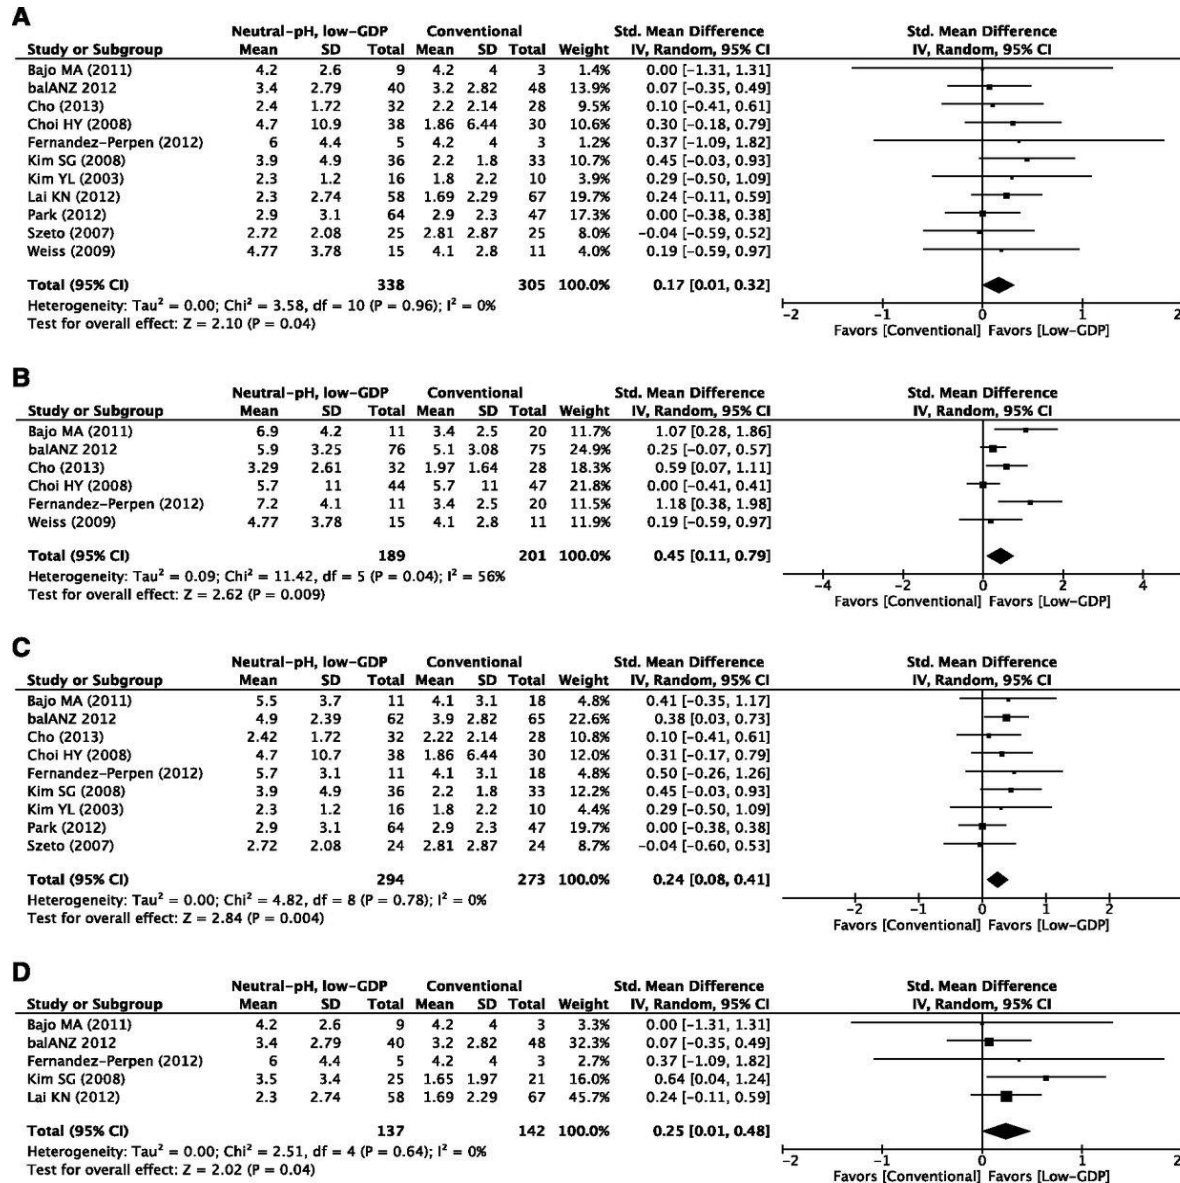 A
Neutral-pH, low-GDP Conventional Std. Mean Difference Std. Mean Difference
Study or Subgroup Mean SD Total Mean SD Total Weight IV, Random, 95% CI IV, Random, 95% CI
Bajo MA (2011) 4.2 2.6 9 4.2 4 3 1.4% 0.00 [−1.31, 1.31]
balANZ 2012 3.4 2.79 40 3.2 2.82 48 13.9% 0.07 [−0.35, 0.49]
Cho (2013) 2.4 1.72 32 2.2 2.14 28 9.5% 0.10 [−0.41, 0.61]
Choi HY (2008) 4.7 10.9 38 1.86 6.44 30 10.6% 0.30 [−0.18, 0.79]
Fernandez-Perpen (2012) 6 4.4 5 4.2 4 3 1.2% 0.37 [−1.09, 1.82]
Kim SG (2008) 3.9 4.9 36 2.2 1.8 33 10.7% 0.45 [−0.03, 0.93]
Kim YL (2003) 2.3 1.2 16 1.8 2.2 10 3.9% 0.29 [−0.50, 1.09]
Lai KN (2012) 2.3 2.74 58 1.69 2.29 67 19.7% 0.24 [−0.11, 0.59]
Park (2012) 2.9 3.1 64 2.9 2.3 47 17.3% 0.00 [−0.38, 0.38]
Szeto (2007) 2.72 2.08 25 2.81 2.87 25 8.0% −0.04 [−0.59, 0.52]
Weiss (2009) 4.77 3.78 15 4.1 2.8 11 4.0% 0.19 [−0.59, 0.97]
Total (95% CI) 338 305 100.0% 0.17 [0.01, 0.32]
Heterogeneity: Tau² = 0.00; Chi² = 3.58, df = 10 (P = 0.96); I² = 0%
Test for overall effect: Z = 2.10 (P = 0.04)
−2 −1 0 1 2
Favors [Conventional] Favors [Low-GDP]
B
Neutral-pH, low-GDP Conventional Std. Mean Difference Std. Mean Difference
Study or Subgroup Mean SD Total Mean SD Total Weight IV, Random, 95% CI IV, Random, 95% CI
Bajo MA (2011) 6.9 4.2 11 3.4 2.5 20 11.7% 1.07 [0.28, 1.86]
balANZ 2012 5.9 3.25 76 5.1 3.08 75 24.9% 0.25 [−0.07, 0.57]
Cho (2013) 3.29 2.61 32 1.97 1.64 28 18.3% 0.59 [0.07, 1.11]
Choi HY (2008) 5.7 11 44 5.7 11 47 21.8% 0.00 [−0.41, 0.41]
Fernandez-Perpen (2012) 7.2 4.1 11 3.4 2.5 20 11.5% 1.18 [0.38, 1.98]
Weiss (2009) 4.77 3.78 15 4.1 2.8 11 11.9% 0.19 [−0.59, 0.97]
Total (95% CI) 189 201 100.0% 0.45 [0.11, 0.79]
Heterogeneity: Tau² = 0.09; Chi² = 11.42, df = 5 (P = 0.04); I² = 56%
Test for overall effect: Z = 2.62 (P = 0.009)
−4 −2 0 2 4
Favors [Conventional] Favors [Low-GDP]
C
Neutral-pH, low-GDP Conventional Std. Mean Difference Std. Mean Difference
Study or Subgroup Mean SD Total Mean SD Total Weight IV, Random, 95% CI IV, Random, 95% CI
Bajo MA (2011) 5.5 3.7 11 4.1 3.1 18 4.8% 0.41 [−0.35, 1.17]
balANZ 2012 4.9 2.39 62 3.9 2.82 65 22.6% 0.38 [0.03, 0.73]
Cho (2013) 2.42 1.72 32 2.22 2.14 28 10.8% 0.10 [−0.41, 0.61]
Choi HY (2008) 4.7 10.7 38 1.86 6.44 30 12.0% 0.31 [−0.17, 0.79]
Fernandez-Perpen (2012) 5.7 3.1 11 4.1 3.1 18 4.8% 0.50 [−0.26, 1.26]
Kim SG (2008) 3.9 4.9 36 2.2 1.8 33 12.2% 0.45 [−0.03, 0.93]
Kim YL (2003) 2.3 1.2 16 1.8 2.2 10 4.4% 0.29 [−0.50, 1.09]
Park (2012) 2.9 3.1 64 2.9 2.3 47 19.7% 0.00 [−0.38, 0.38]
Szeto (2007) 2.72 2.08 24 2.81 2.87 24 8.7% −0.04 [−0.60, 0.53]
Total (95% CI) 294 273 100.0% 0.24 [0.08, 0.41]
Heterogeneity: Tau² = 0.00; Chi² = 4.82, df = 8 (P = 0.78); I² = 0%
Test for overall effect: Z = 2.84 (P = 0.004)
−2 −1 0 1 2
Favors [Conventional] Favors [Low-GDP]
D
Neutral-pH, low-GDP Conventional Std. Mean Difference Std. Mean Difference
Study or Subgroup Mean SD Total Mean SD Total Weight IV, Random, 95% CI IV, Random, 95% CI
Bajo MA (2011) 4.2 2.6 9 4.2 4 3 3.3% 0.00 [−1.31, 1.31]
balANZ 2012 3.4 2.79 40 3.2 2.82 48 32.3% 0.07 [−0.35, 0.49]
Fernandez-Perpen (2012) 6 4.4 5 4.2 4 3 2.7% 0.37 [−1.09, 1.82]
Kim SG (2008) 3.5 3.4 25 1.65 1.97 21 16.0% 0.64 [0.04, 1.24]
Lai KN (2012) 2.3 2.74 58 1.69 2.29 67 45.7% 0.24 [−0.11, 0.59]
Total (95% CI) 137 142 100.0% 0.25 [0.01, 0.48]
Heterogeneity: Tau² = 0.00; Chi² = 2.51, df = 4 (P = 0.64); I² = 0%
Test for overall effect: Z = 2.02 (P = 0.04)
−2 −1 0 1 2
Favors [Conventional] Favors [Low-GDP]